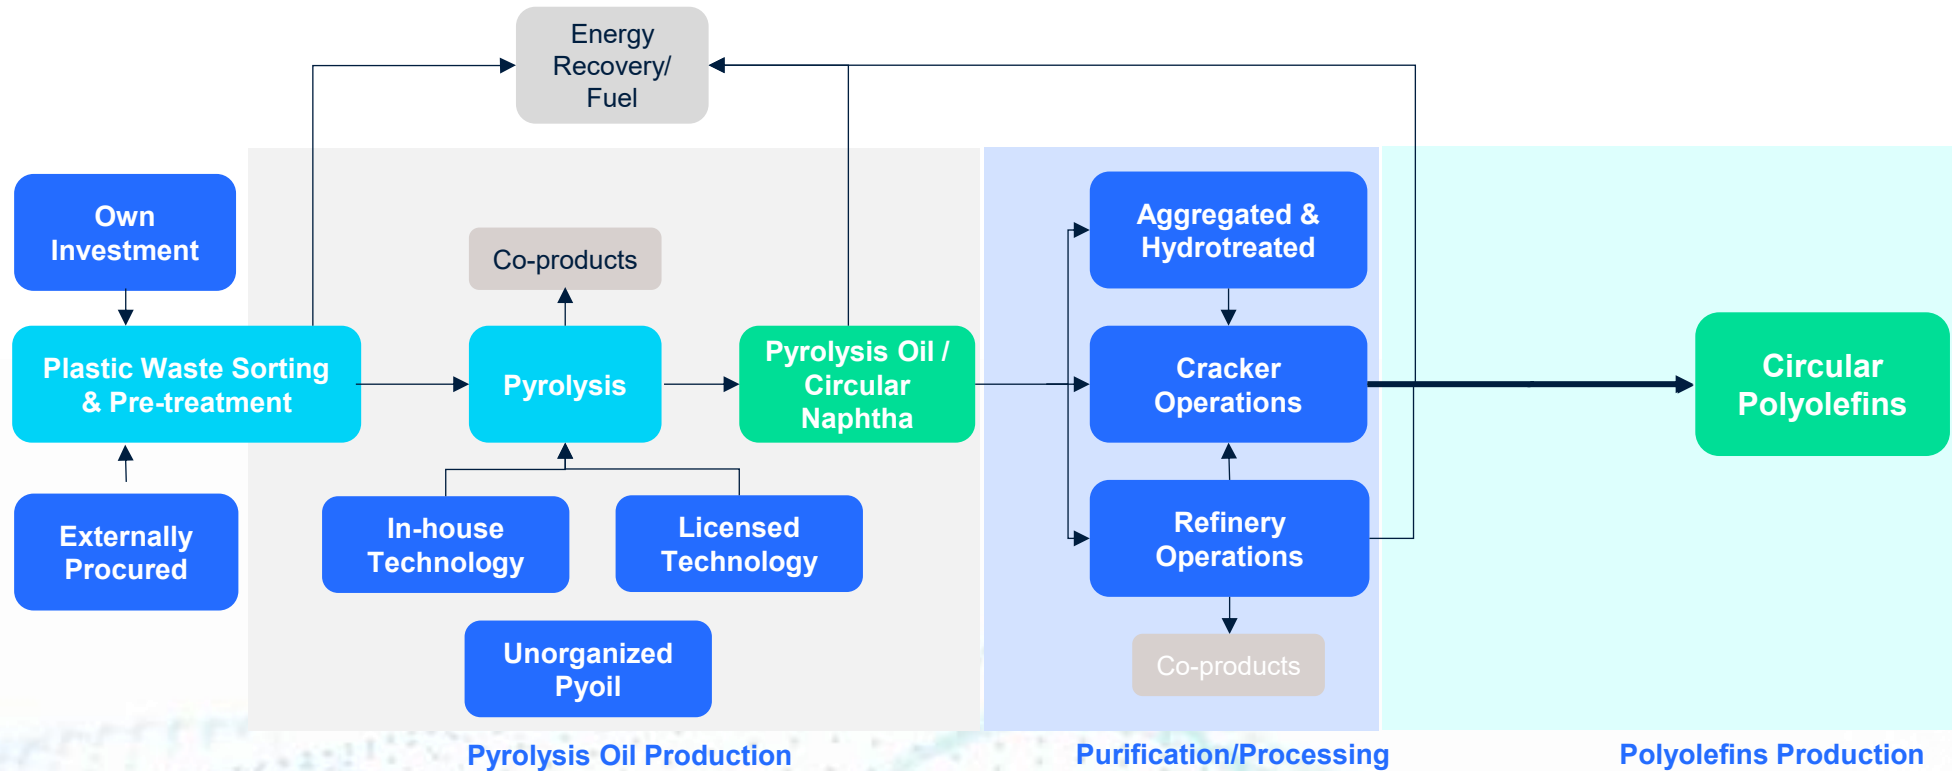 Energy
Recovery/
Fuel
Own
Investment
Plastic Waste Sorting
& Pre-treatment
Externally
Procured
Co-products
Pyrolysis
In-house
Technology
Licensed
Technology
Unorganized
Pyoil
Pyrolysis Oil /
Circular
Naphtha
Aggregated &
Hydrotreated
Cracker
Operations
Refinery
Operations
Co-products
Circular
Polyolefins
Pyrolysis Oil Production
Purification/Processing
Polyolefins Production